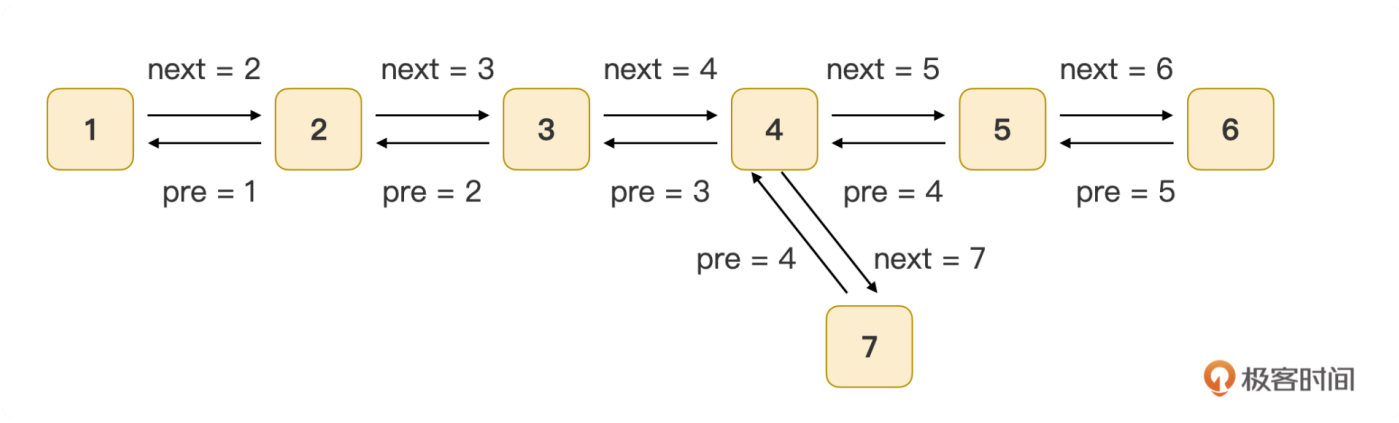 next = 2
next = 3
next = 4
next = 5
next = 6
1
2
3
4
5
6
pre = 1
pre = 2
pre = 3
pre = 4
pre = 5
pre = 4
next = 7
7
极客时间